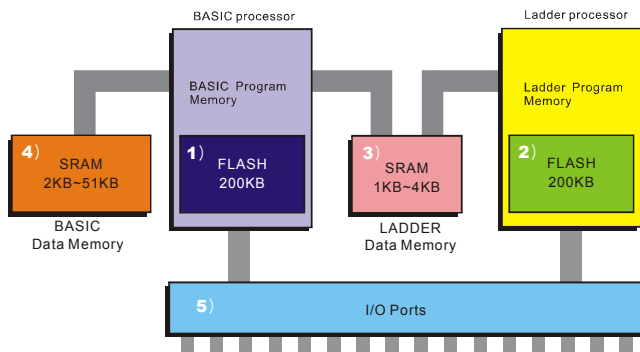 BASIC processor
Ladder processor
BASIC Program
Memory
Ladder Program
Memory
4)
SRAM
2KB~51KB
1)
FLASH
200KB
3)
SRAM
1KB~4KB
2)
FLASH
200KB
BASIC
Data Memory
LADDER
Data Memory
5)
I/O Ports